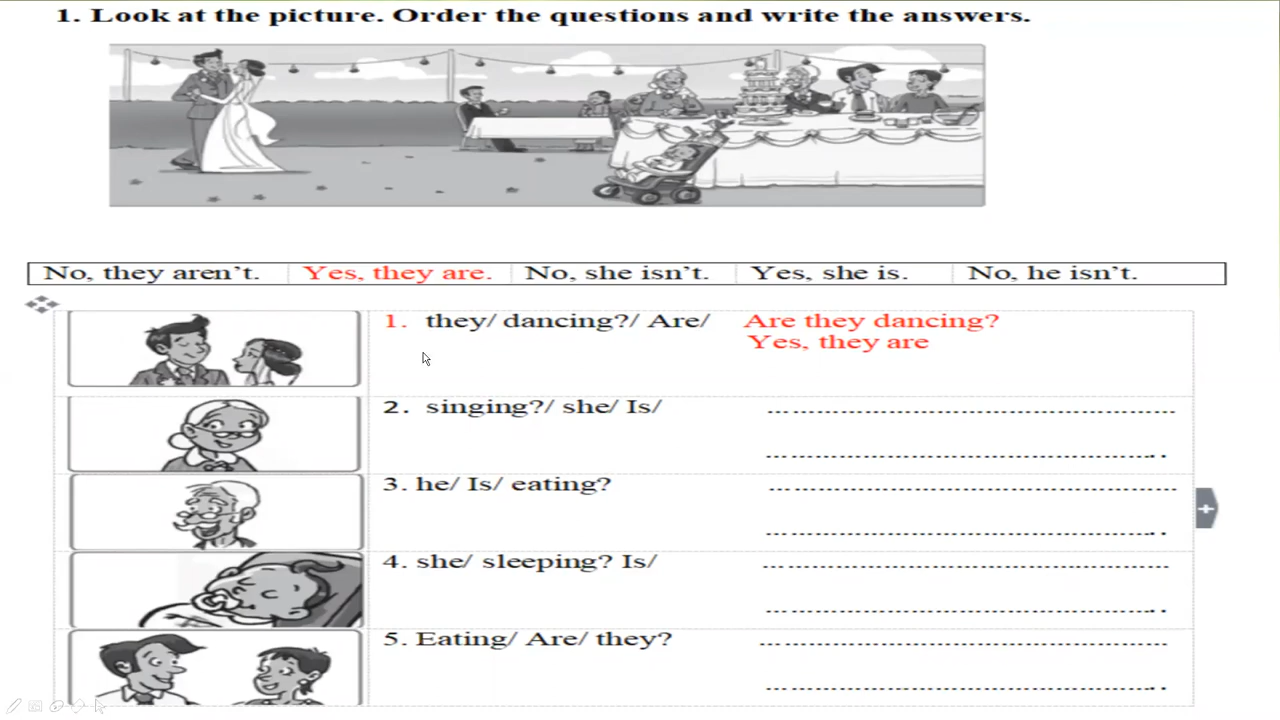 1. Look at the picture. Order the questions and write the answers.
No, they aren't. Yes, they are. No, she isn't. Yes, she is. No, he isn't.
1. they/ dancing?/ Are/ Are they dancing?
Yes, they are
2. singing?/ she/ Is/ ...............................................................
...............................................................
3. he/ Is/ eating? ...............................................................
...............................................................
4. she/ sleeping? Is/ ...............................................................
...............................................................
5. Eating/ Are/ they? ...............................................................
...............................................................